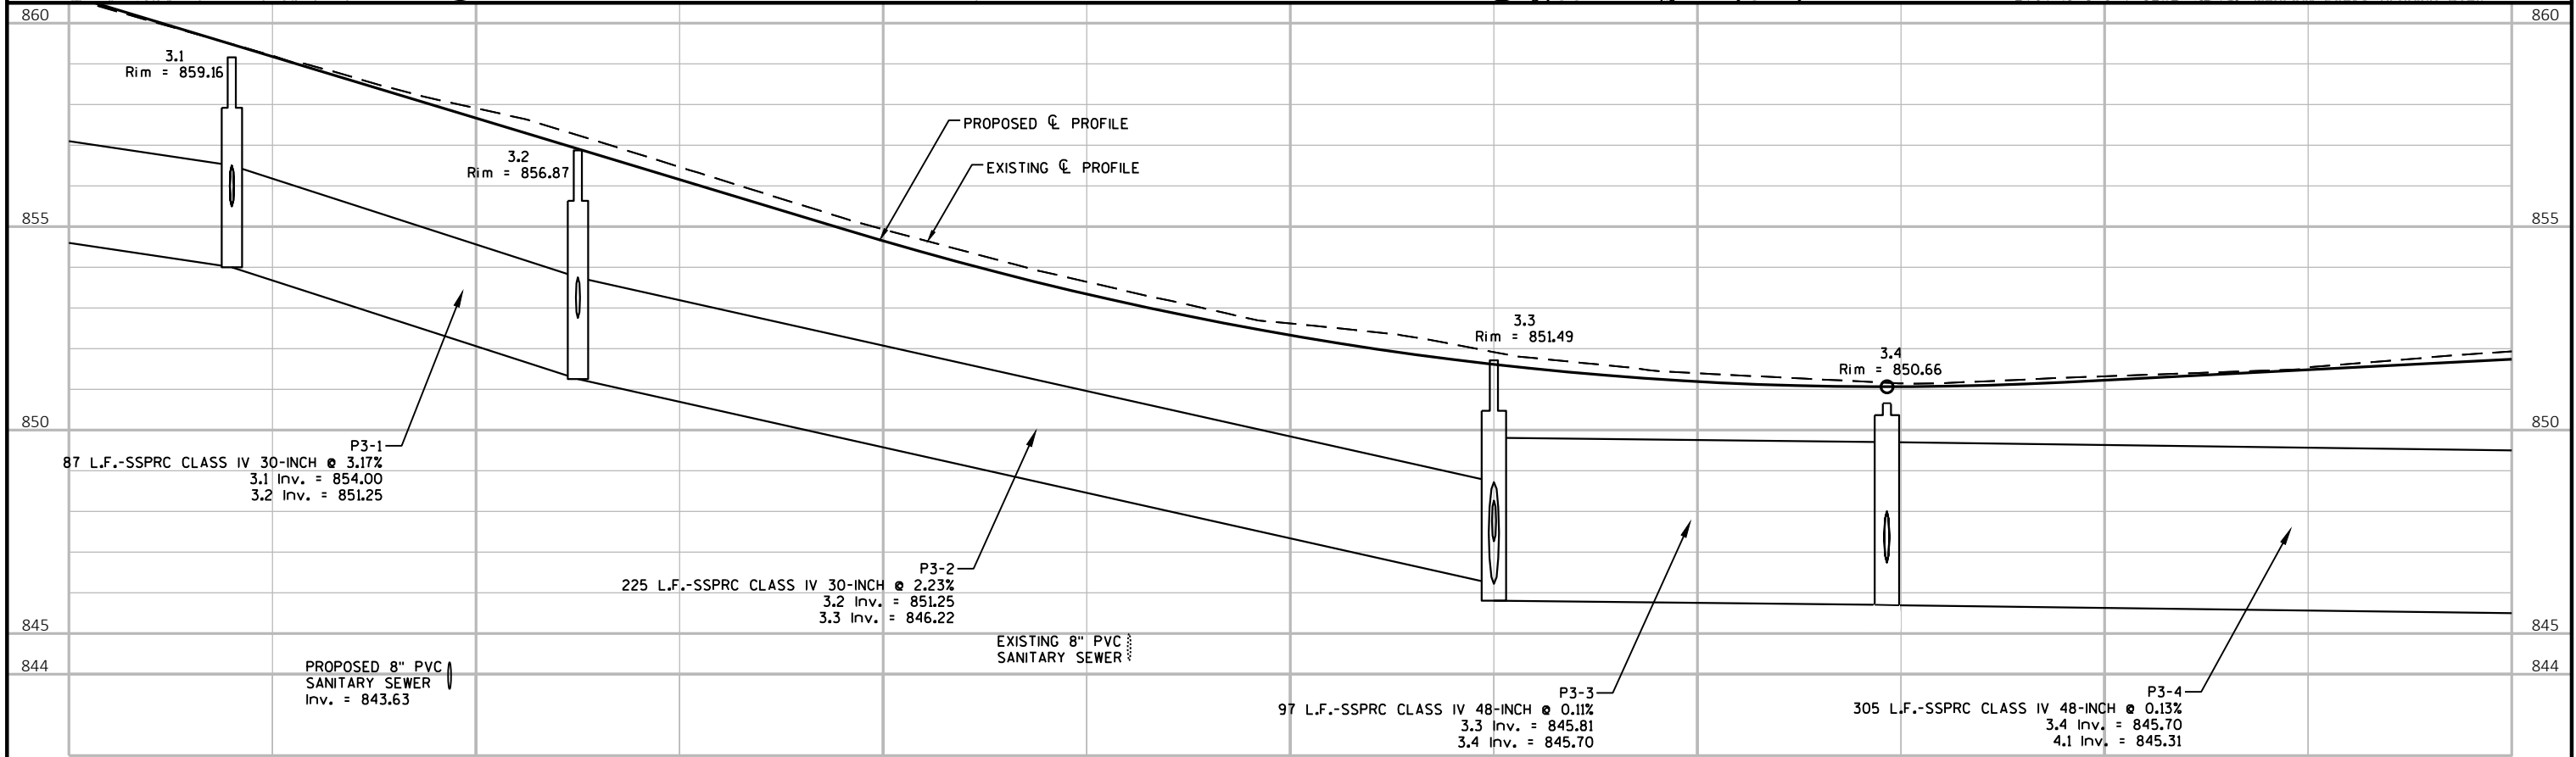 860
860
3.1
Rim = 859.16
PROPOSED ℄ PROFILE
3.2
Rim = 856.87
EXISTING ℄ PROFILE
855
855
3.3
Rim = 851.49
3.4
Rim = 850.66
850
850
P3-1
87 L.F.-SSPRC CLASS IV 30-INCH @ 3.17%
3.1 Inv. = 854.00
3.2 Inv. = 851.25
P3-2
225 L.F.-SSPRC CLASS IV 30-INCH @ 2.23%
3.2 Inv. = 851.25
3.3 Inv. = 846.22
845
845
EXISTING 8" PVC
SANITARY SEWER
844
844
PROPOSED 8" PVC
SANITARY SEWER
Inv. = 843.63
P3-3
97 L.F.-SSPRC CLASS IV 48-INCH @ 0.11%
3.3 Inv. = 845.81
3.4 Inv. = 845.70
P3-4
305 L.F.-SSPRC CLASS IV 48-INCH @ 0.13%
3.4 Inv. = 845.70
4.1 Inv. = 845.31